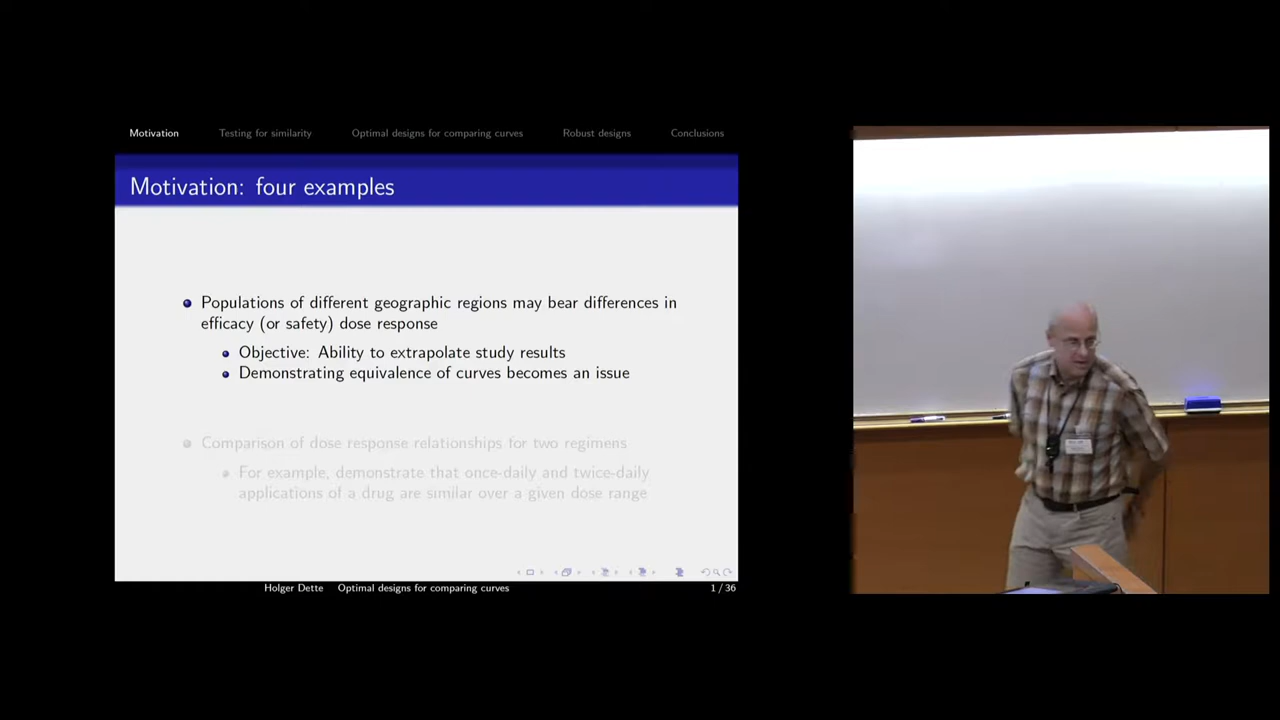 Motivation Testing for similarity Optimal designs for comparing curves Robust designs Conclusions
Motivation: four examples
Populations of different geographic regions may bear differences in
efficacy (or safety) dose response
Objective: Ability to extrapolate study results
Demonstrating equivalence of curves becomes an issue
Comparison of dose response relationships for two regimens
For example, demonstrate that once-daily and twice-daily
applications of a drug are similar over a given dose range
Holger Dette Optimal designs for comparing curves 1 / 36